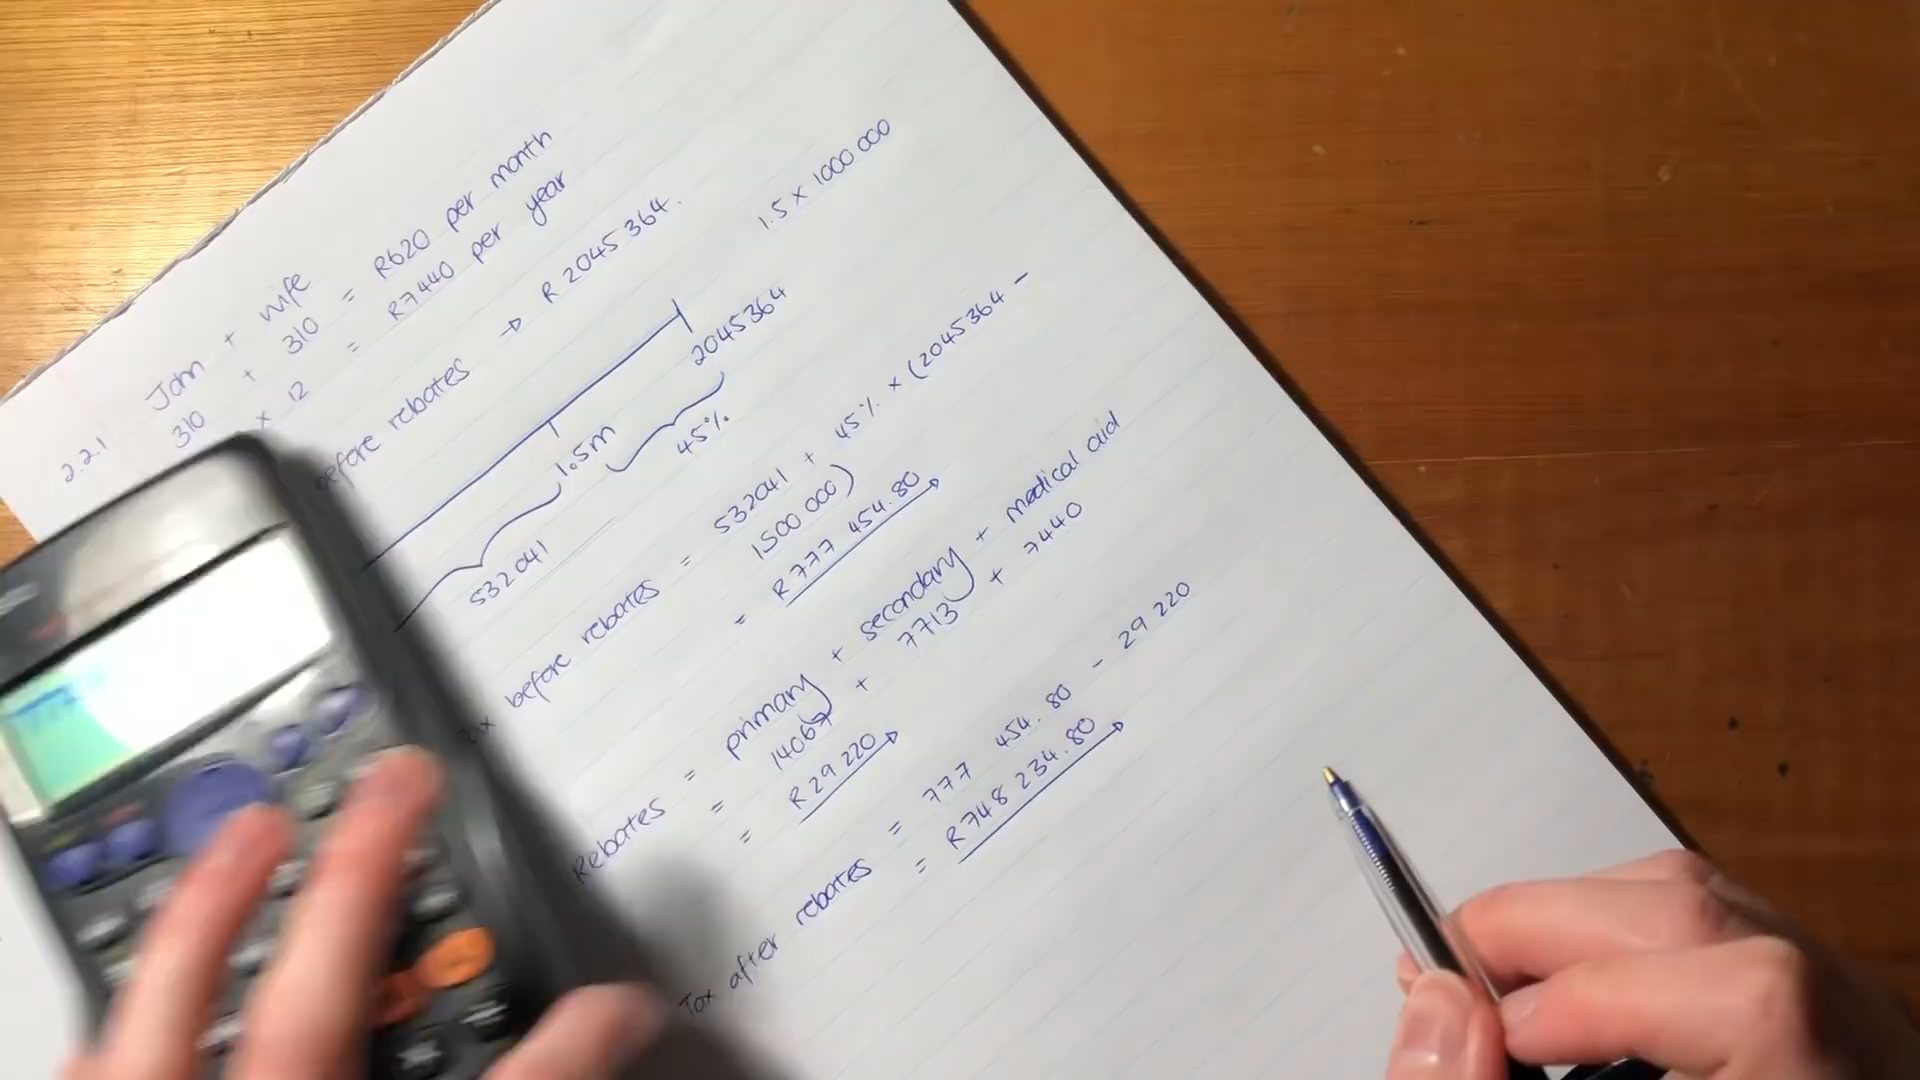 2.2.1 John + wife
310 + 310 = R620 per month
x 12 = R7440 per year
before rebates → R 2045 364.
1.5 x 1000 000
1.5m 2045364
532041 45%
before rebates = 532041 + 45% x (2045364 -
1500 000)
= R777 454.80
Rebates = primary + secondary + medical aid
= 14067 + 7713 + 7440
= R29 220
Tax after rebates = 777 454.80 - 29 220
= R748 234.80